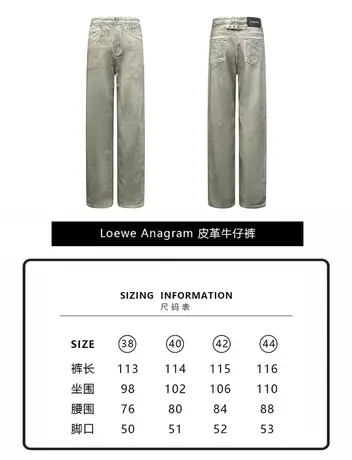 Loewe Anagram 皮革牛仔裤
SIZING INFORMATION
尺码表
SIZE 38 40 42 44
裤长 113 114 115 116
坐围 98 102 106 110
腰围 76 80 84 88
脚口 50 51 52 53